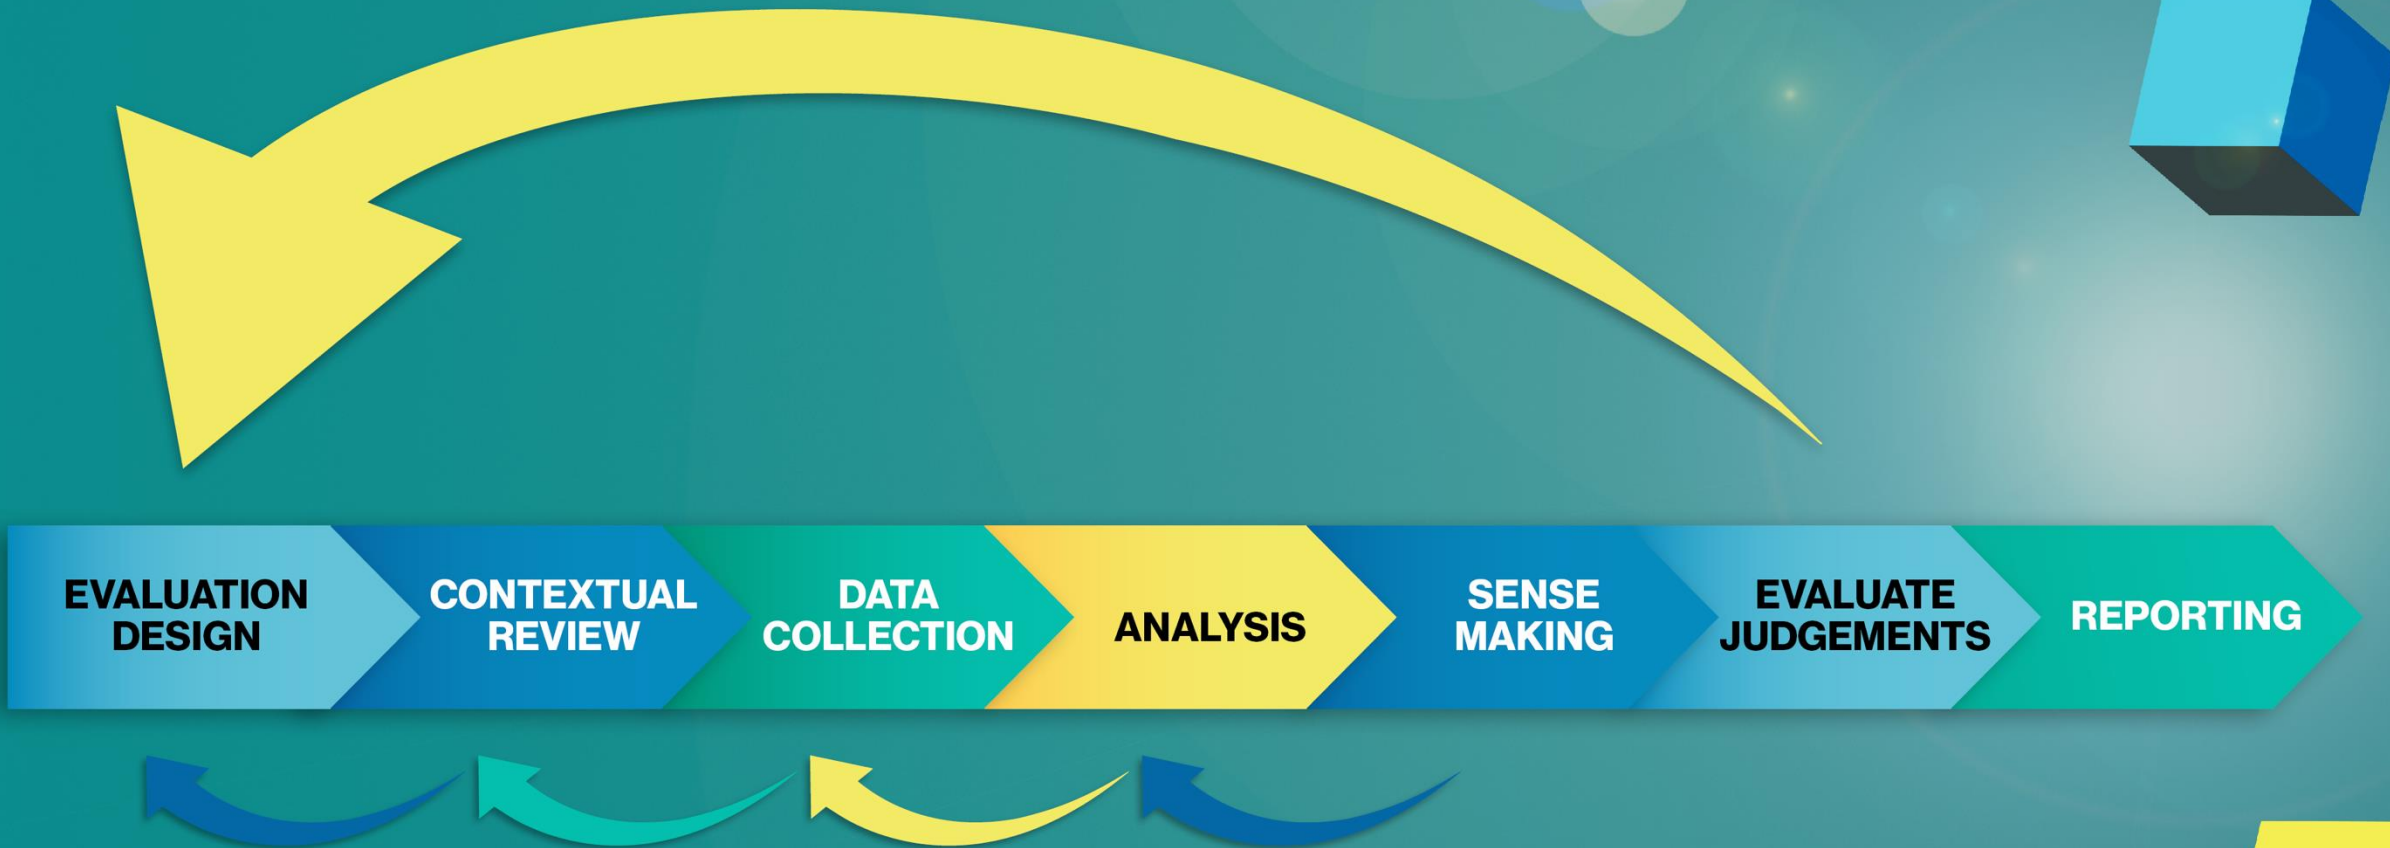 EVALUATION
DESIGN
CONTEXTUAL
REVIEW
DATA
COLLECTION
ANALYSIS
SENSE
MAKING
EVALUATE
JUDGEMENTS
REPORTING